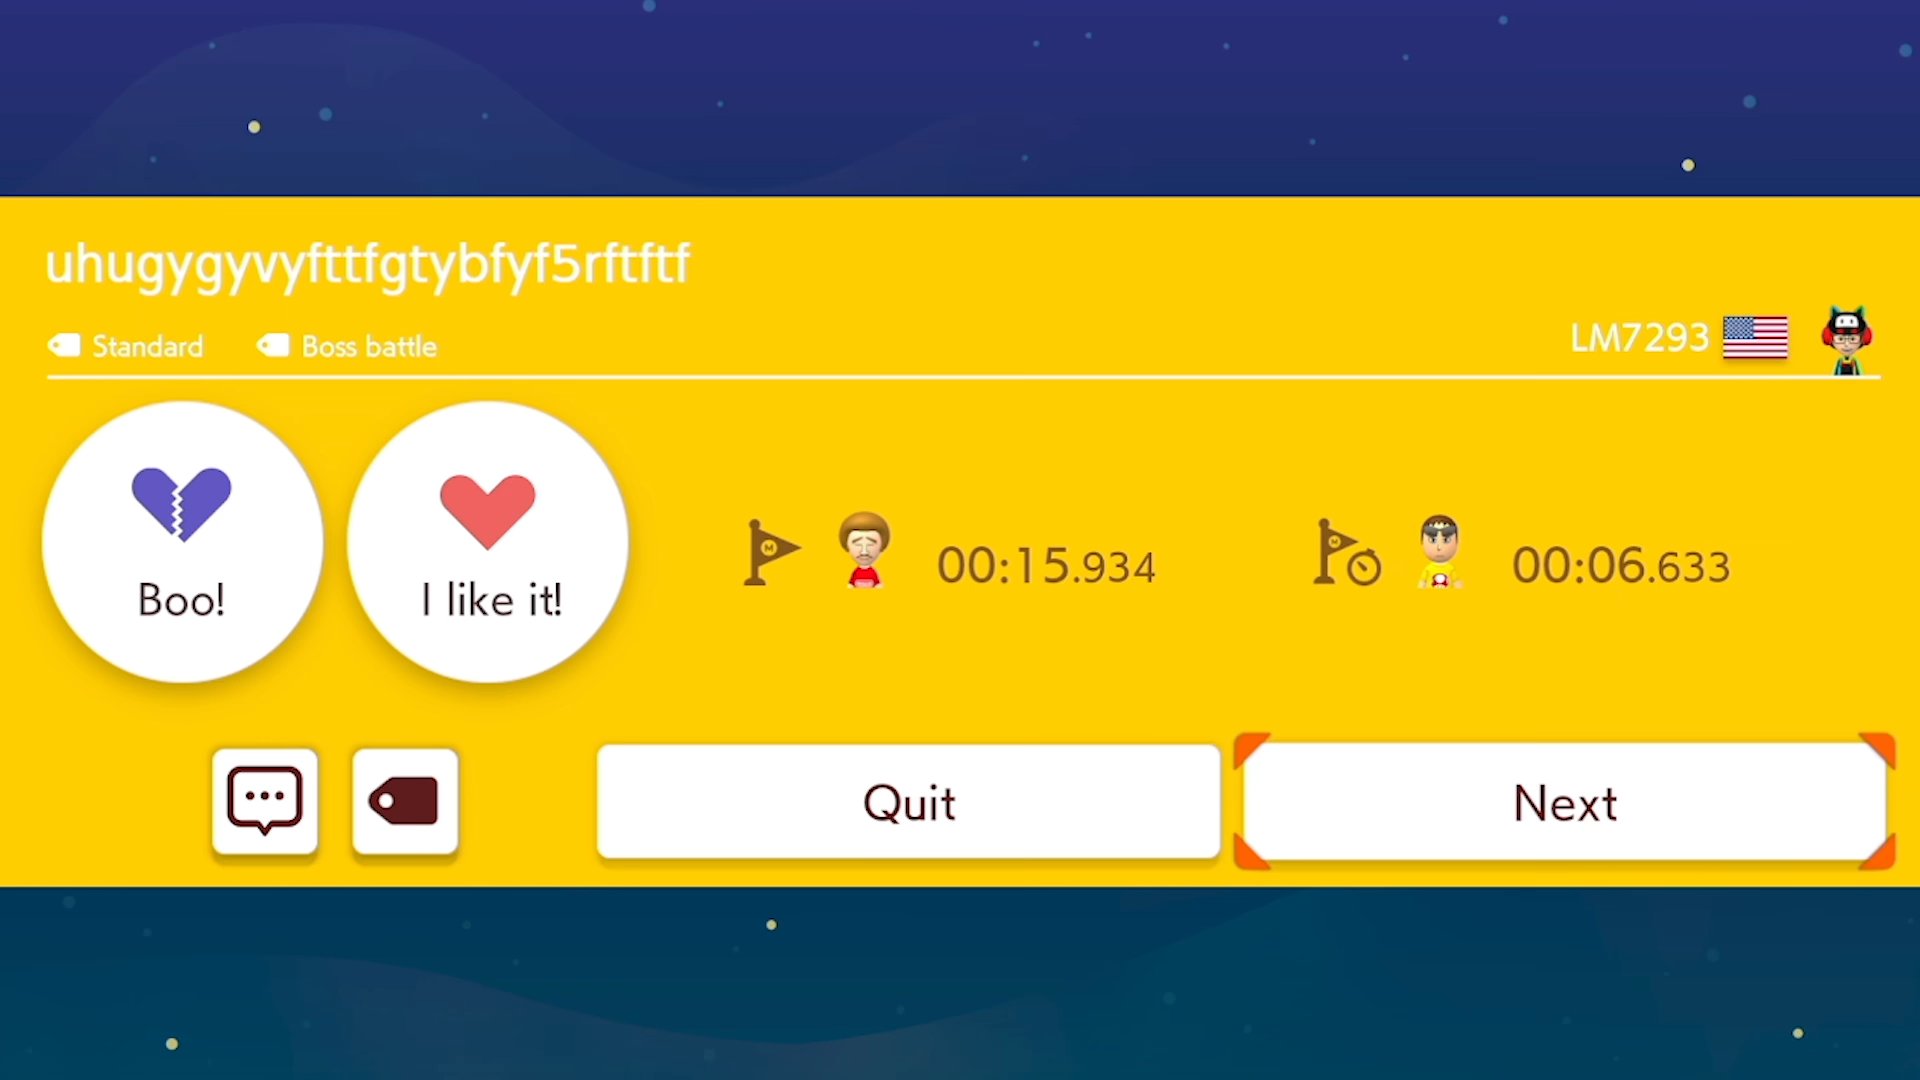 uhugygyvyfttfgtybfyf5rftftf
Standard Boss battle
LM7293
Boo!
I like it!
00:15.934
00:06.633
Quit
Next